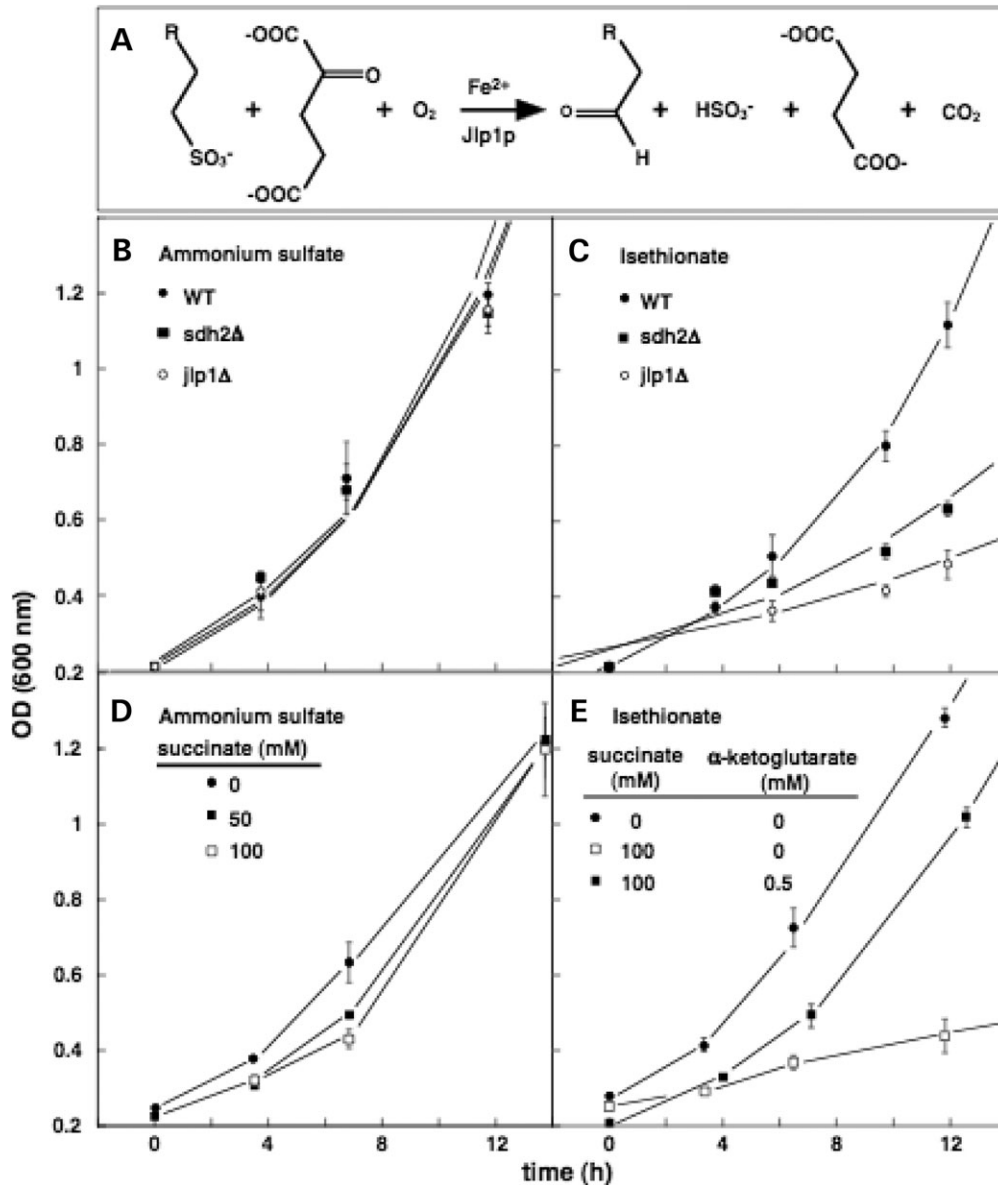 A
R
-OOC
O
SO₃⁻
-OOC
+
+ O₂
Fe²⁺
Jlp1p
R
O
H
+ HSO₃⁻ +
-OOC
COO-
+ CO₂
B
Ammonium sulfate
WT
sdh2Δ
jlp1Δ
C
Isethionate
WT
sdh2Δ
jlp1Δ
1.2
1
0.8
0.6
0.4
0.2
D
Ammonium sulfate
succinate (mM)
0
50
100
E
Isethionate
succinate α-ketoglutarate
(mM) (mM)
0 0
100 0
100 0.5
1.2
1
0.8
0.6
0.4
0.2
OD (600 nm)
0 4 8 12 0 4 8 12
time (h)